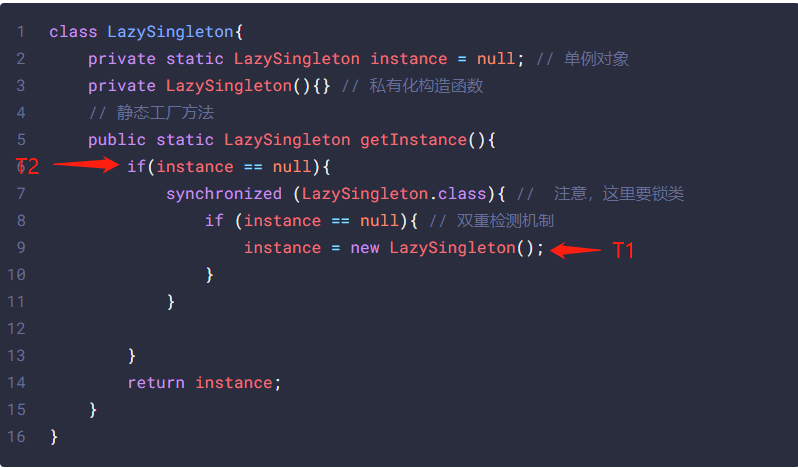 1 class LazySingleton{
2 private static LazySingleton instance = null; // 单例对象
3 private LazySingleton(){} // 私有化构造函数
4 // 静态工厂方法
5 public static LazySingleton getInstance(){
T2 6 if(instance == null){
7 synchronized (LazySingleton.class){ // 注意，这里要锁类
8 if (instance == null){ // 双重检测机制
9 instance = new LazySingleton(); T1
10 }
11 }
12
13 }
14 return instance;
15 }
16 }